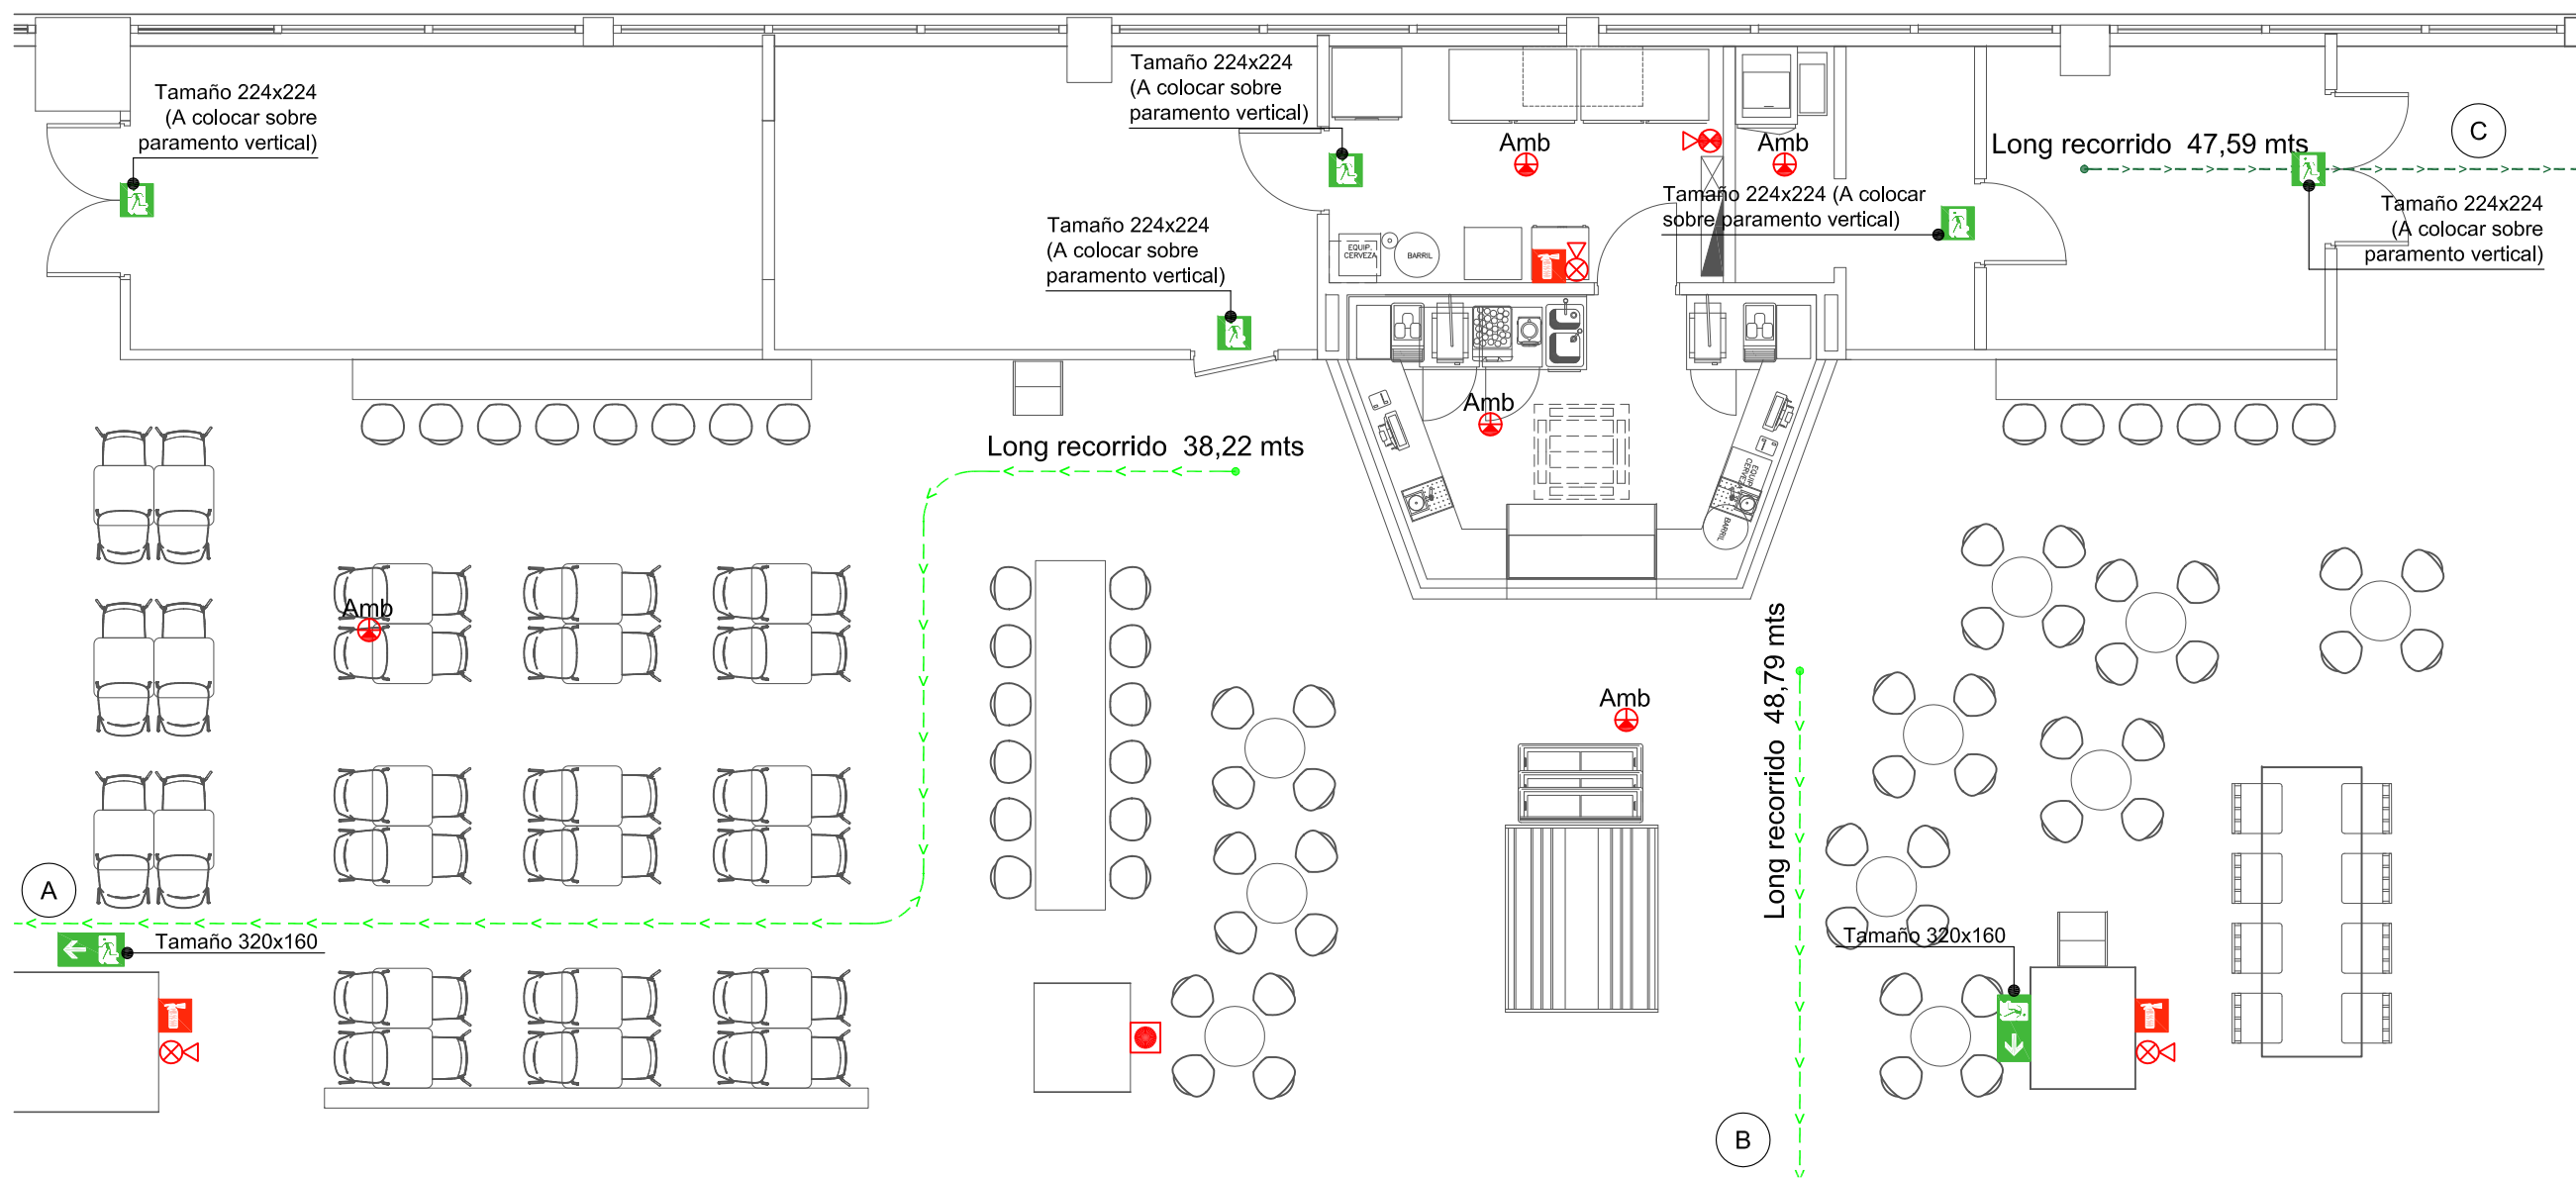 Tamaño 224x224
(A colocar sobre
paramento vertical)
Tamaño 224x224
(A colocar sobre
paramento vertical)
Tamaño 224x224
(A colocar sobre
paramento vertical)
Amb
Amb
Tamaño 224x224 (A colocar
sobre paramento vertical)
Long recorrido 47,59 mts
C
Tamaño 224x224
(A colocar sobre
paramento vertical)
EQUIP.
CERVEZA
BARRIL
Amb
Long recorrido 38,22 mts
EQUIP.
CERVEZA
BARRIL
Amb
Amb
Long recorrido 48,79 mts
A
Tamaño 320x160
Tamaño 320x160
B